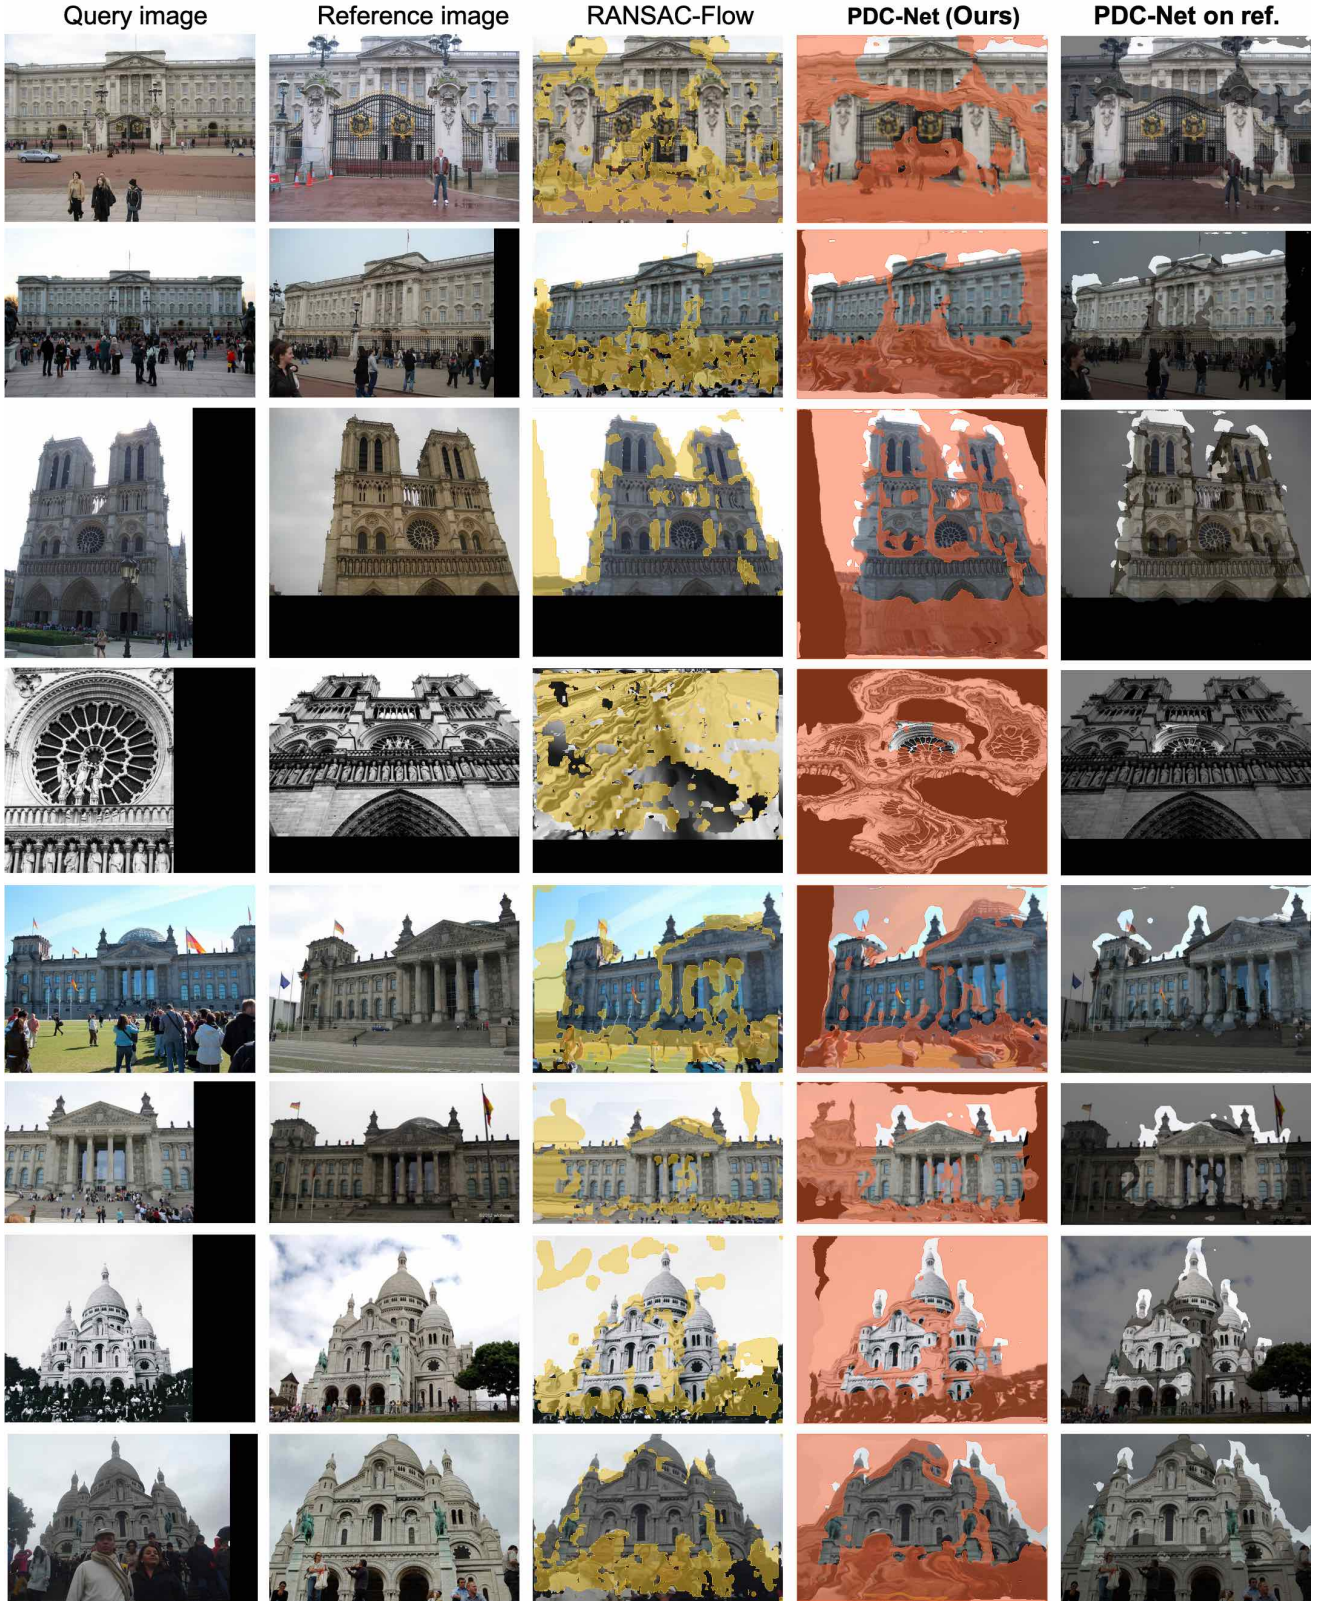 Query image
Reference image
RANSAC-Flow
PDC-Net (Ours)
PDC-Net on ref.